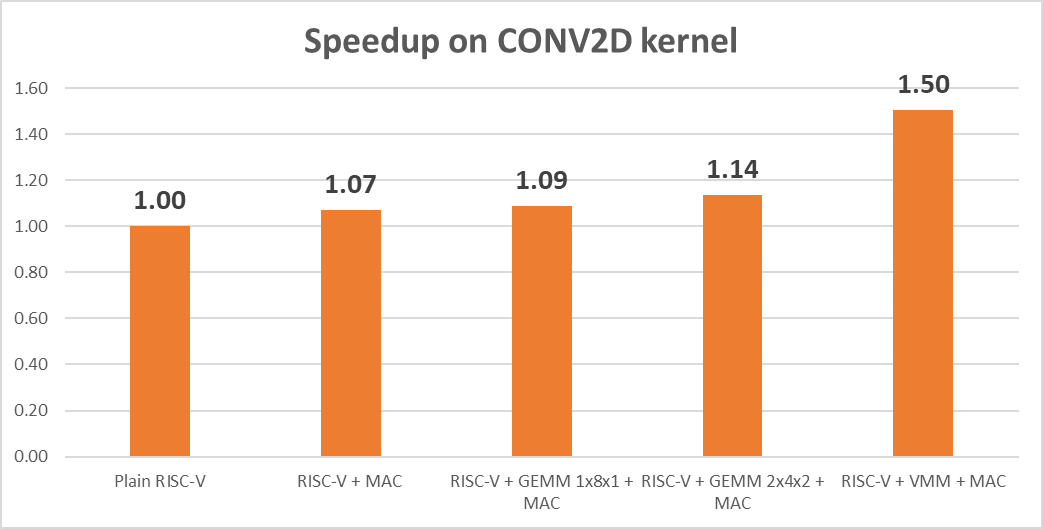 Speedup on CONV2D kernel
1.60
1.40
1.20
1.00
0.80
0.60
0.40
0.20
0.00
1.00
1.07
1.09
1.14
1.50
Plain RISC-V
RISC-V + MAC
RISC-V + GEMM 1x8x1 +
MAC
RISC-V + GEMM 2x4x2 +
MAC
RISC-V + VMM + MAC